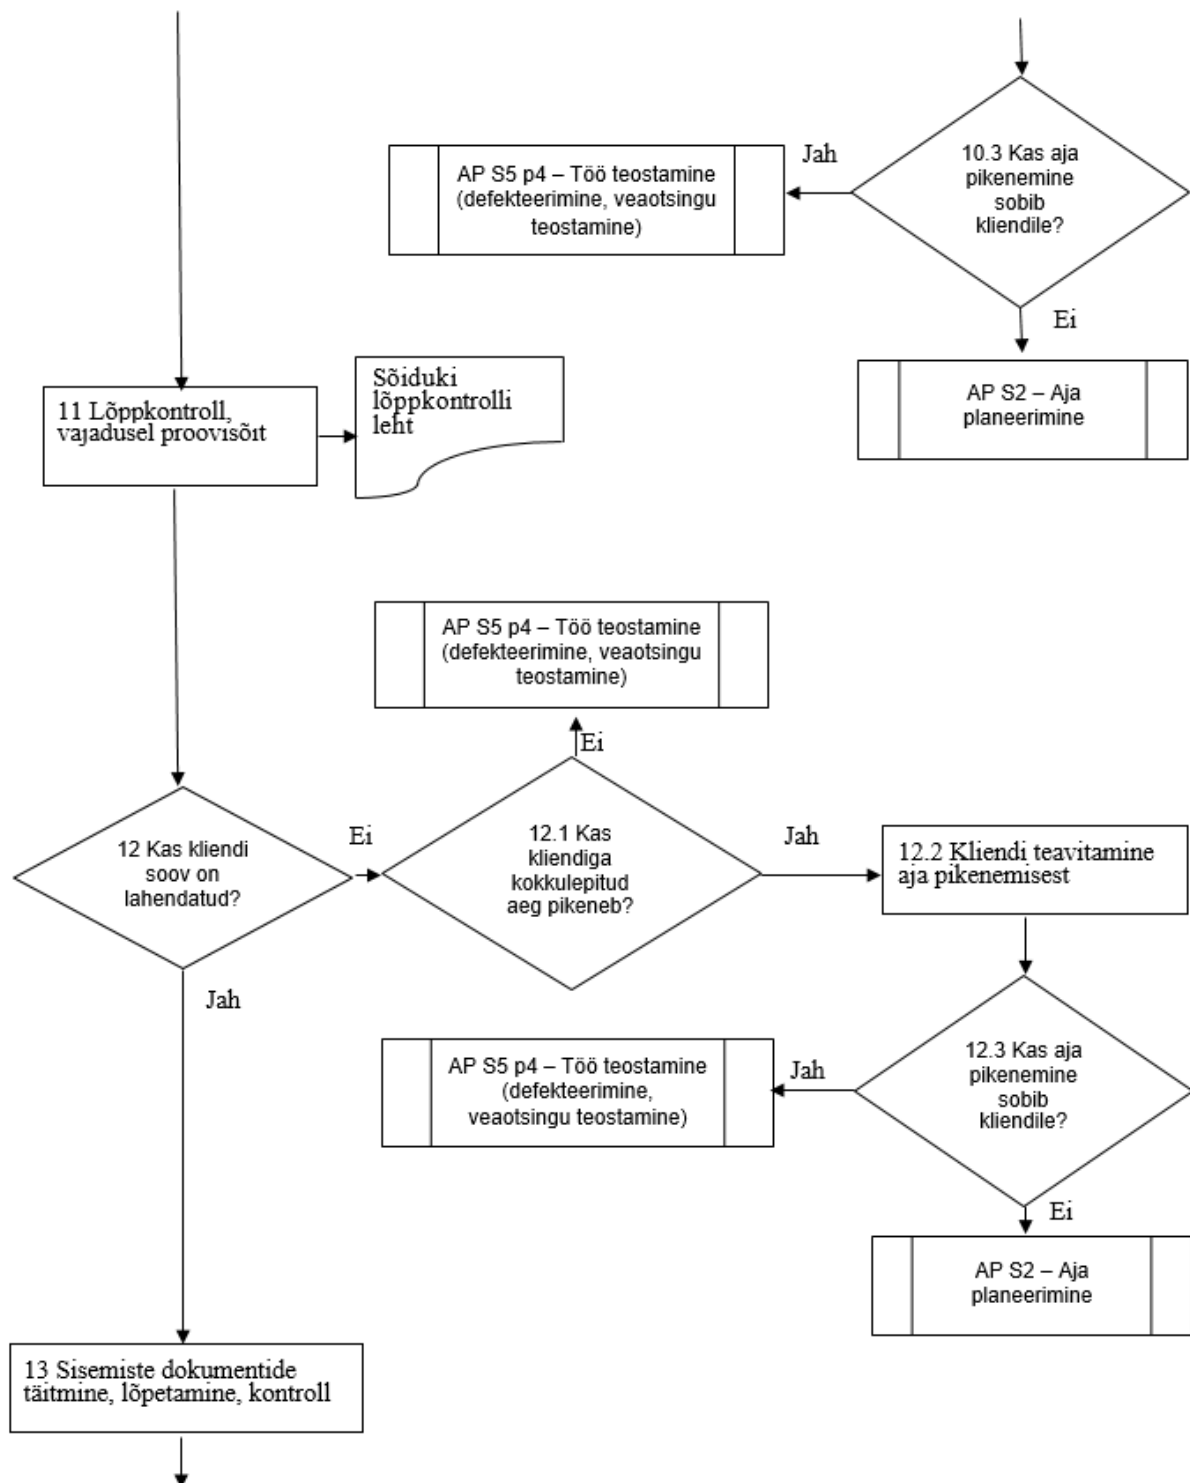 Jah
10.3 Kas aja
pikenemine
sobib
kliendile?
AP S5 p4 – Töö teostamine
(defekteerimine, veaotsingu
teostamine)
Ei
AP S2 – Aja
planeerimine
11 Lõppkontroll,
vajadusel proovisõit
Sõiduki
lõppkontrolli
leht
AP S5 p4 – Töö teostamine
(defekteerimine, veaotsingu
teostamine)
Ei
12 Kas kliendi
soov on
lahendatud?
Ei
12.1 Kas
kliendiga
kokkulepitud
aeg pikeneb?
Jah
12.2 Kliendi teavitamine
aja pikenemisest
Jah
AP S5 p4 – Töö teostamine
(defekteerimine,
veaotsingu teostamine)
Jah
12.3 Kas aja
pikenemine
sobib
kliendile?
Ei
AP S2 – Aja
planeerimine
13 Sisemiste dokumentide
täitmine, lõpetamine, kontroll